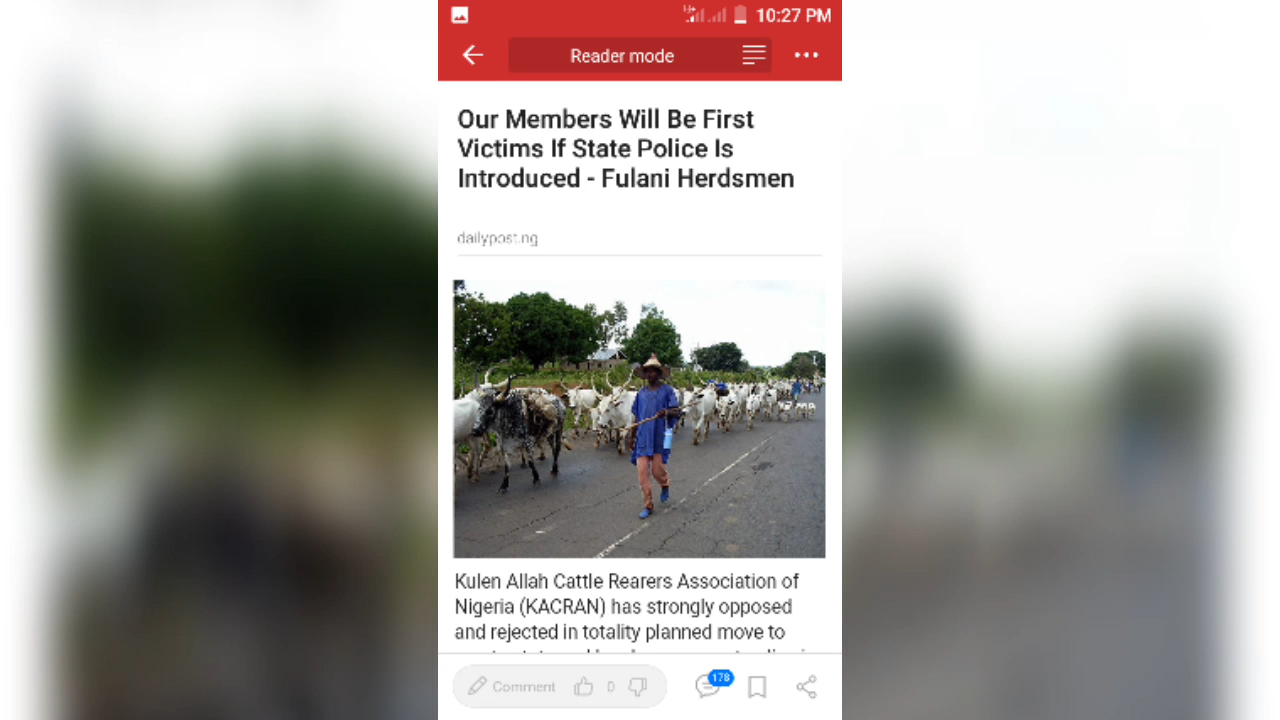 10:27 PM
Reader mode
Our Members Will Be First
Victims If State Police Is
Introduced - Fulani Herdsmen
dailypost.ng
Kulen Allah Cattle Rearers Association of
Nigeria (KACRAN) has strongly opposed
and rejected in totality planned move to
Comment
0
178